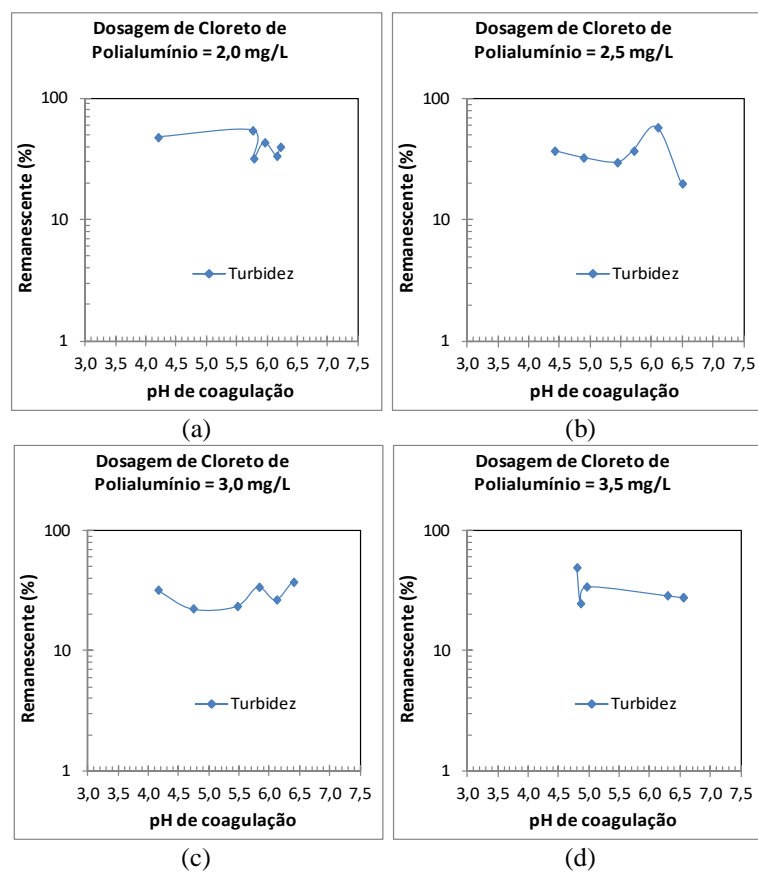 Dosagem de Cloreto de
Polialumínio = 2,0 mg/L
Remanescente (%)
100
10
1
Turbidez
3,0 3,5 4,0 4,5 5,0 5,5 6,0 6,5 7,0 7,5
pH de coagulação
(a)
Dosagem de Cloreto de
Polialumínio = 2,5 mg/L
Remanescente (%)
100
10
1
Turbidez
3,0 3,5 4,0 4,5 5,0 5,5 6,0 6,5 7,0 7,5
pH de coagulação
(b)
Dosagem de Cloreto de
Polialumínio = 3,0 mg/L
Remanescente (%)
100
10
1
Turbidez
3,0 3,5 4,0 4,5 5,0 5,5 6,0 6,5 7,0 7,5
pH de coagulação
(c)
Dosagem de Cloreto de
Polialumínio = 3,5 mg/L
Remanescente (%)
100
10
1
Turbidez
3,0 3,5 4,0 4,5 5,0 5,5 6,0 6,5 7,0 7,5
pH de coagulação
(d)